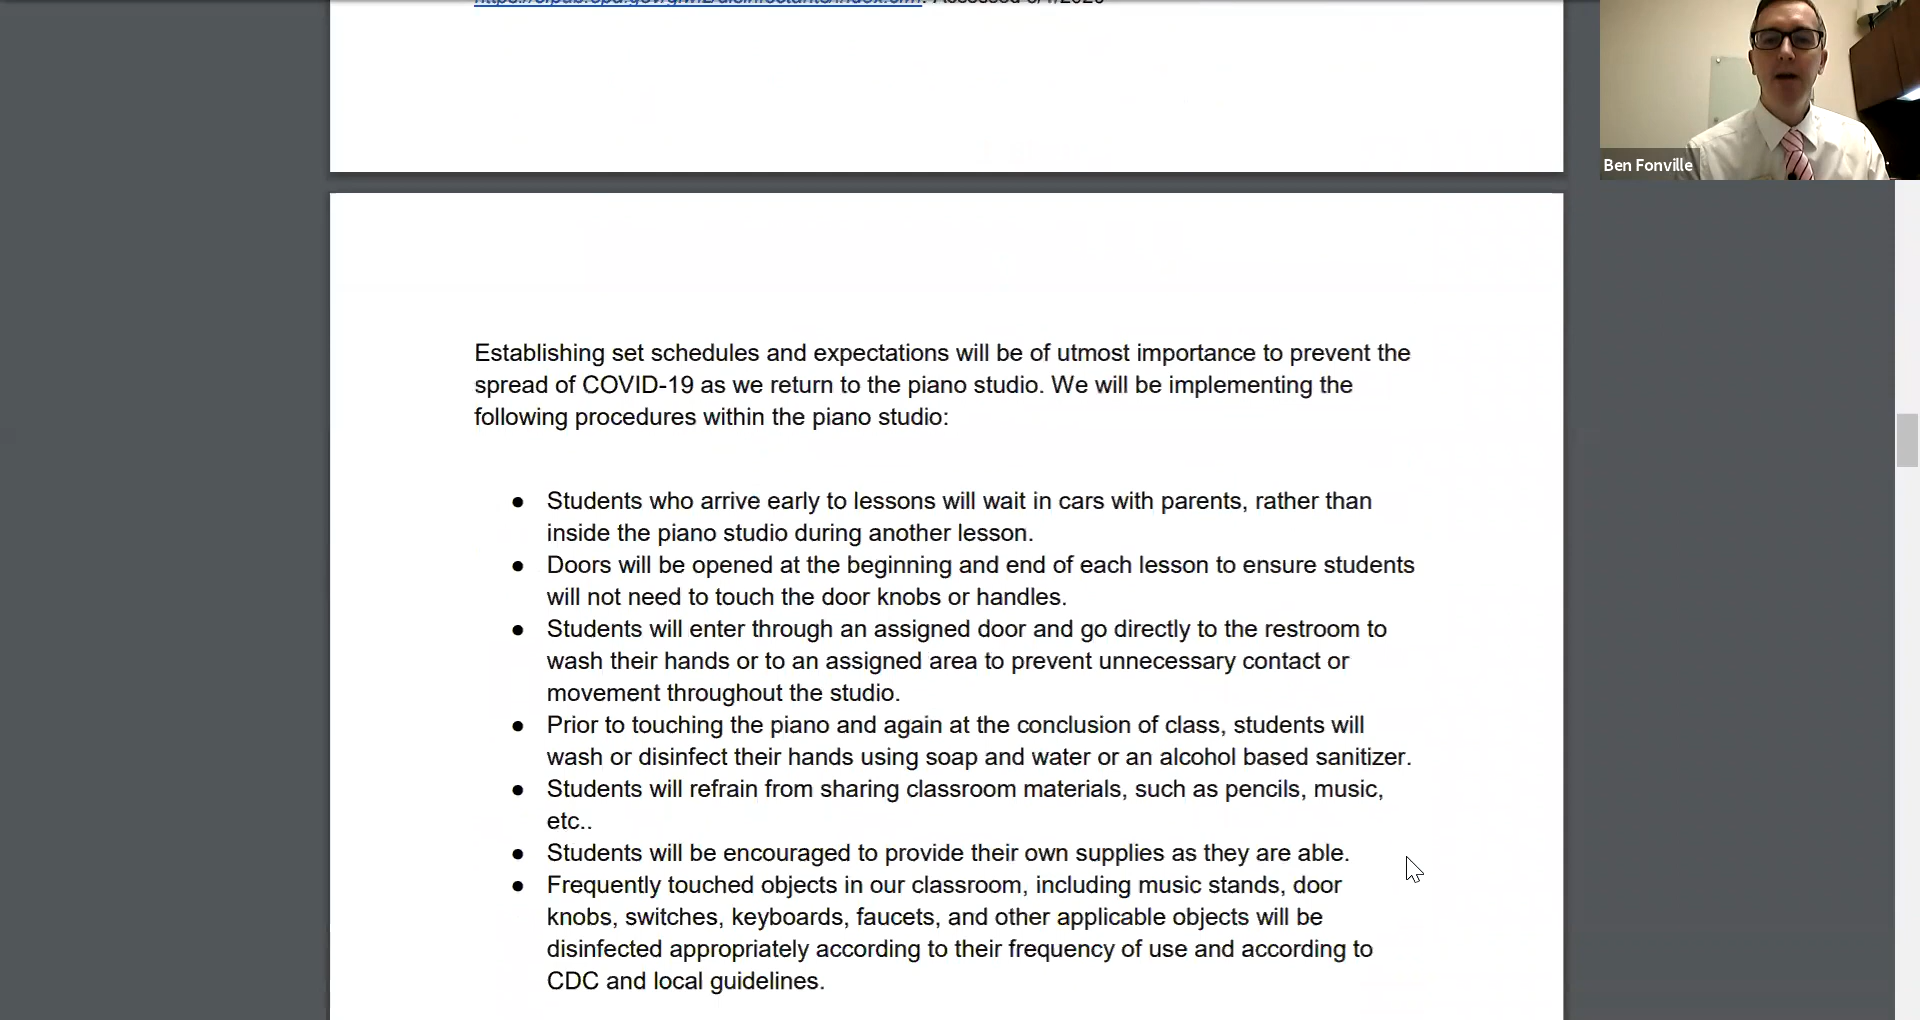 Accessed
Ben Fonville
Establishing set schedules and expectations will be of utmost importance to prevent the
spread of COVID-19 as we return to the piano studio. We will be implementing the
following procedures within the piano studio:
● Students who arrive early to lessons will wait in cars with parents, rather than
inside the piano studio during another lesson.
● Doors will be opened at the beginning and end of each lesson to ensure students
will not need to touch the door knobs or handles.
● Students will enter through an assigned door and go directly to the restroom to
wash their hands or to an assigned area to prevent unnecessary contact or
movement throughout the studio.
● Prior to touching the piano and again at the conclusion of class, students will
wash or disinfect their hands using soap and water or an alcohol based sanitizer.
● Students will refrain from sharing classroom materials, such as pencils, music,
etc..
● Students will be encouraged to provide their own supplies as they are able.
● Frequently touched objects in our classroom, including music stands, door
knobs, switches, keyboards, faucets, and other applicable objects will be
disinfected appropriately according to their frequency of use and according to
CDC and local guidelines.